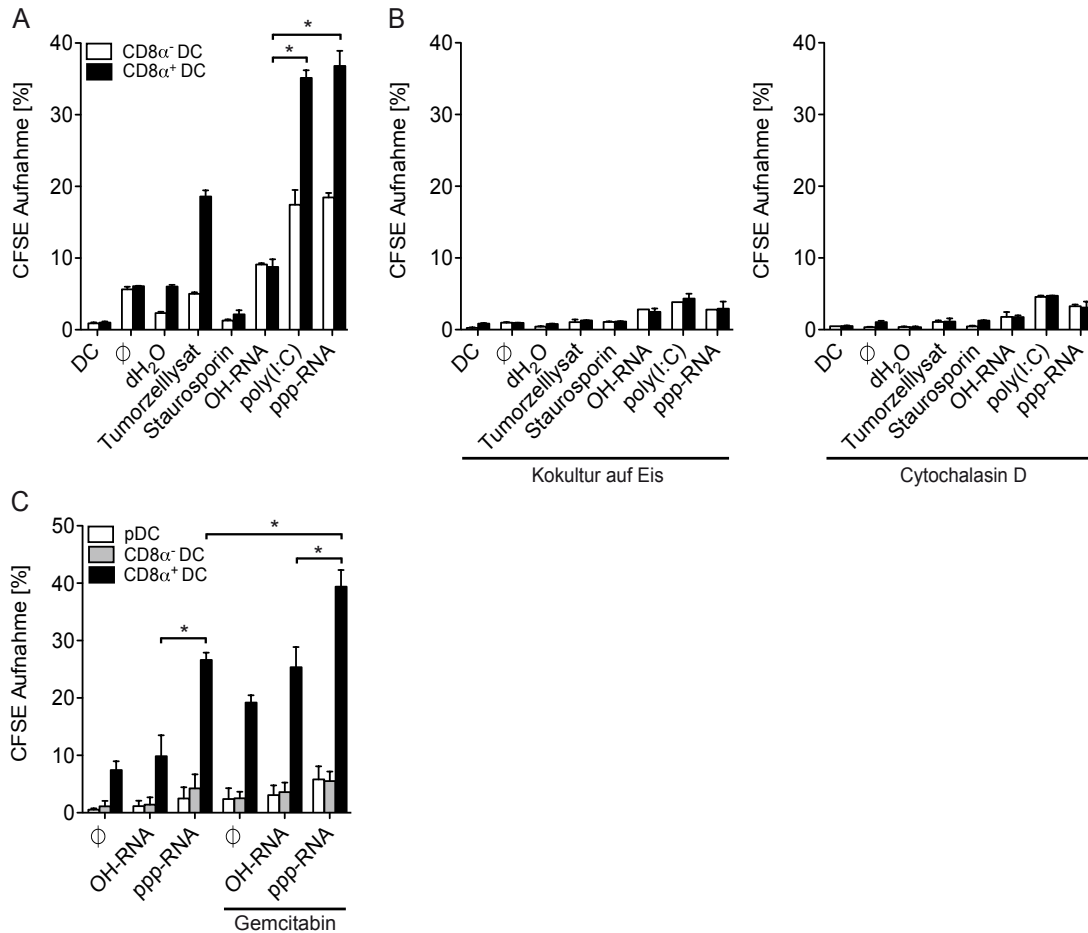 A
CFSE Aufnahme [%]
40
30
20
10
0
CD8α⁻ DC
CD8α⁺ DC
*
*
DC
ϕ
dH₂O
Tumorzelllysat
Staurosporin
OH-RNA
poly(I:C)
ppp-RNA
B
CFSE Aufnahme [%]
40
30
20
10
0
DC
ϕ
dH₂O
Tumorzelllysat
Staurosporin
OH-RNA
poly(I:C)
ppp-RNA
Kokultur auf Eis
CFSE Aufnahme [%]
40
30
20
10
0
DC
ϕ
dH₂O
Tumorzelllysat
Staurosporin
OH-RNA
poly(I:C)
ppp-RNA
Cytochalasin D
C
CFSE Aufnahme [%]
50
40
30
20
10
0
pDC
CD8α⁻ DC
CD8α⁺ DC
*
*
*
ϕ
OH-RNA
ppp-RNA
ϕ
OH-RNA
ppp-RNA
Gemcitabin